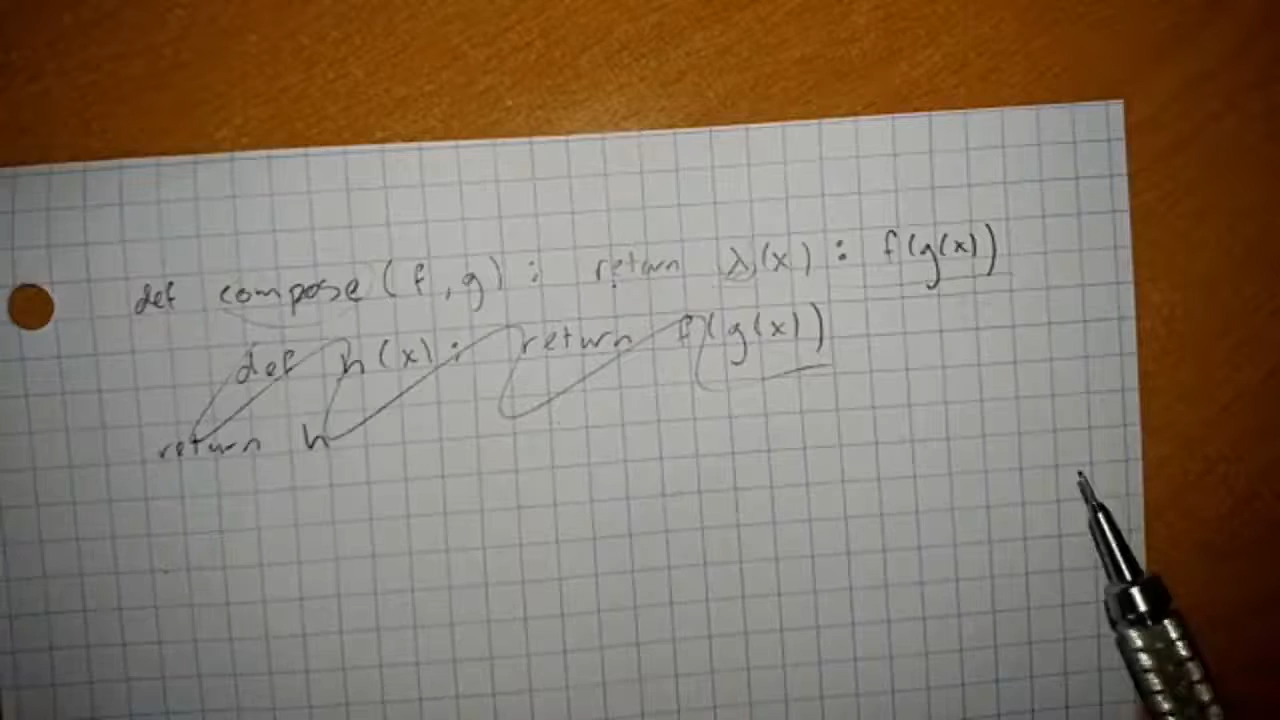 def compose (f, g) : return λ(x) : f(g(x))
def h(x) : return f(g(x))
return h